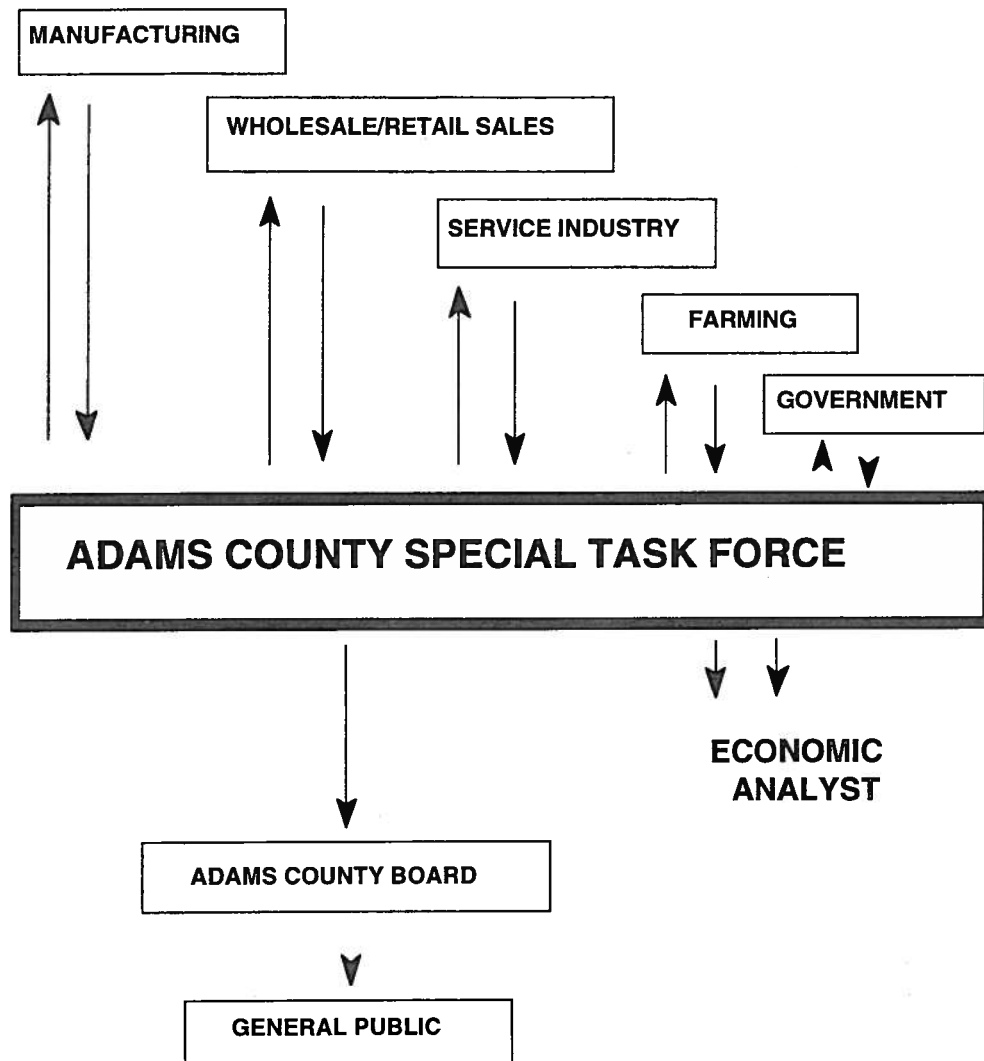 MANUFACTURING
WHOLESALE/RETAIL SALES
SERVICE INDUSTRY
FARMING
GOVERNMENT
ADAMS COUNTY SPECIAL TASK FORCE
ECONOMIC
ANALYST
ADAMS COUNTY BOARD
GENERAL PUBLIC